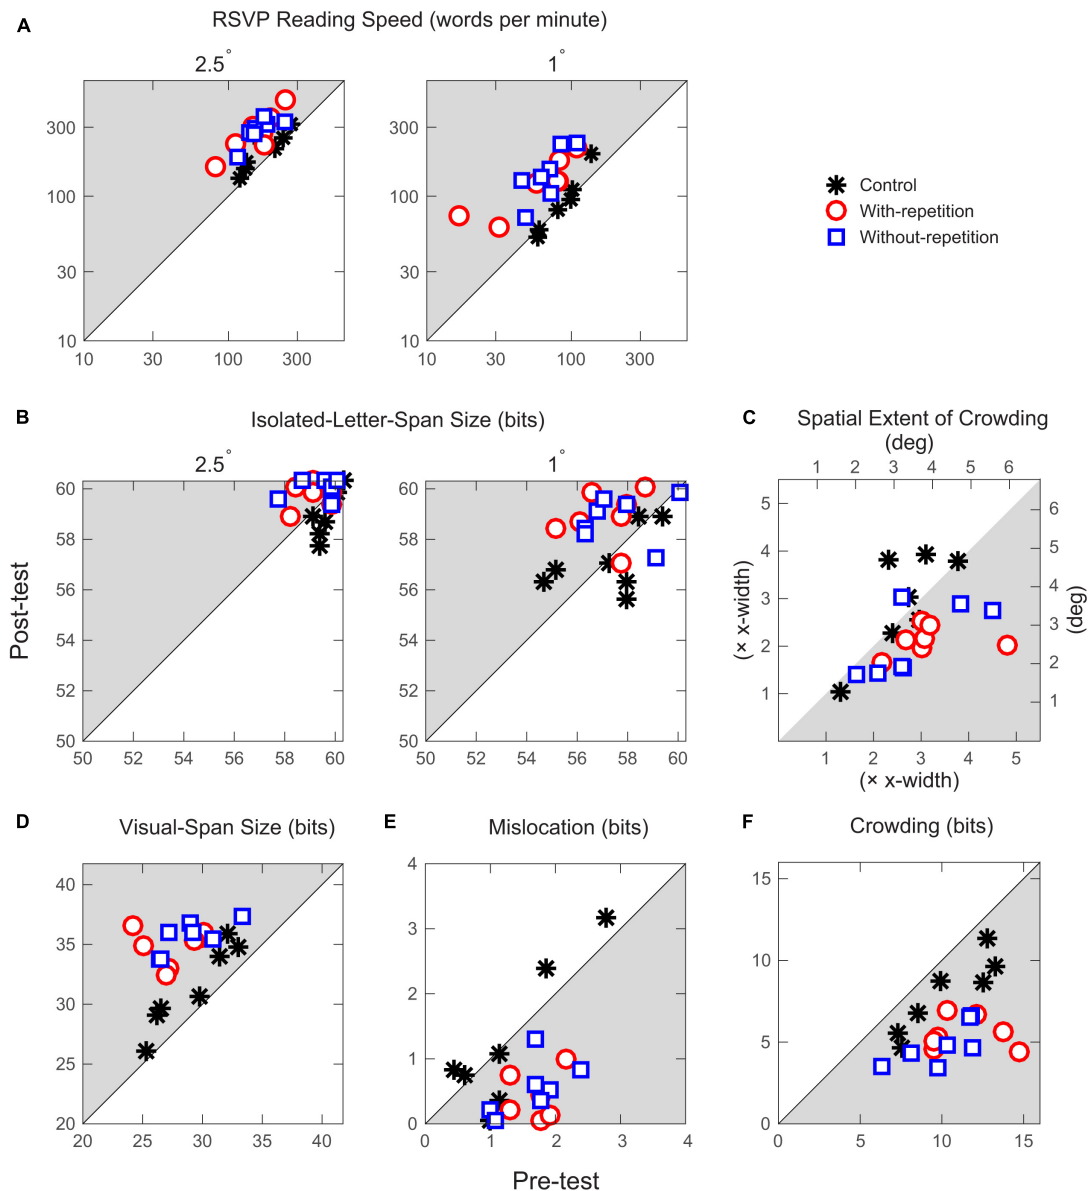 A
RSVP Reading Speed (words per minute)
2.5°
1°
300
100
30
10
10 30 100 300
300
100
30
10
10 30 100 300
Control
With-repetition
Without-repetition
B
Isolated-Letter-Span Size (bits)
2.5°
1°
60
58
56
54
52
50
50 52 54 56 58 60
60
58
56
54
52
50
50 52 54 56 58 60
Post-test
C
Spatial Extent of Crowding
(deg)
1 2 3 4 5 6
5
4
3
2
1
(× x-width)
6
5
4
3
2
1
(deg)
1 2 3 4 5
(× x-width)
D
Visual-Span Size (bits)
40
35
30
25
20
20 25 30 35 40
E
Mislocation (bits)
4
3
2
1
0
0 1 2 3 4
F
Crowding (bits)
15
10
5
0
0 5 10 15
Pre-test